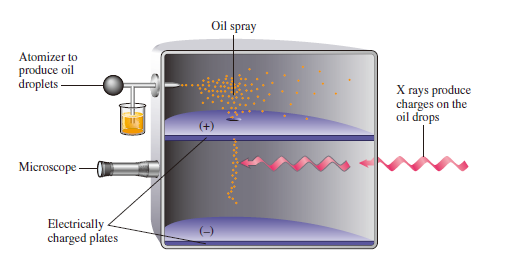 Oil spray
Atomizer to
produce oil
droplets
X rays produce
charges on the
oil drops
(+)
Microscope
Electrically
charged plates
(–)